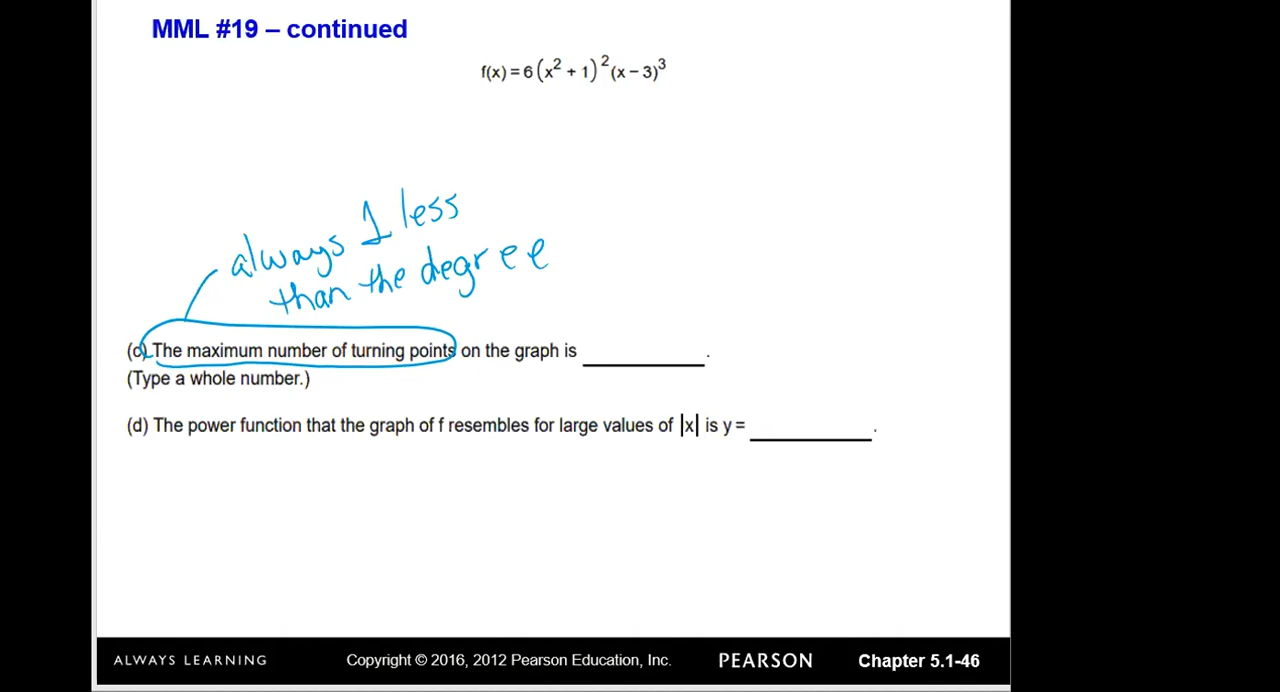 MML #19 – continued
f(x) = 6(x² + 1)²(x – 3)³
always 1 less
than the degree
(c) The maximum number of turning points on the graph is ____________.
(Type a whole number.)
(d) The power function that the graph of f resembles for large values of |x| is y = ____________.
ALWAYS LEARNING Copyright © 2016, 2012 Pearson Education, Inc. PEARSON Chapter 5.1-46